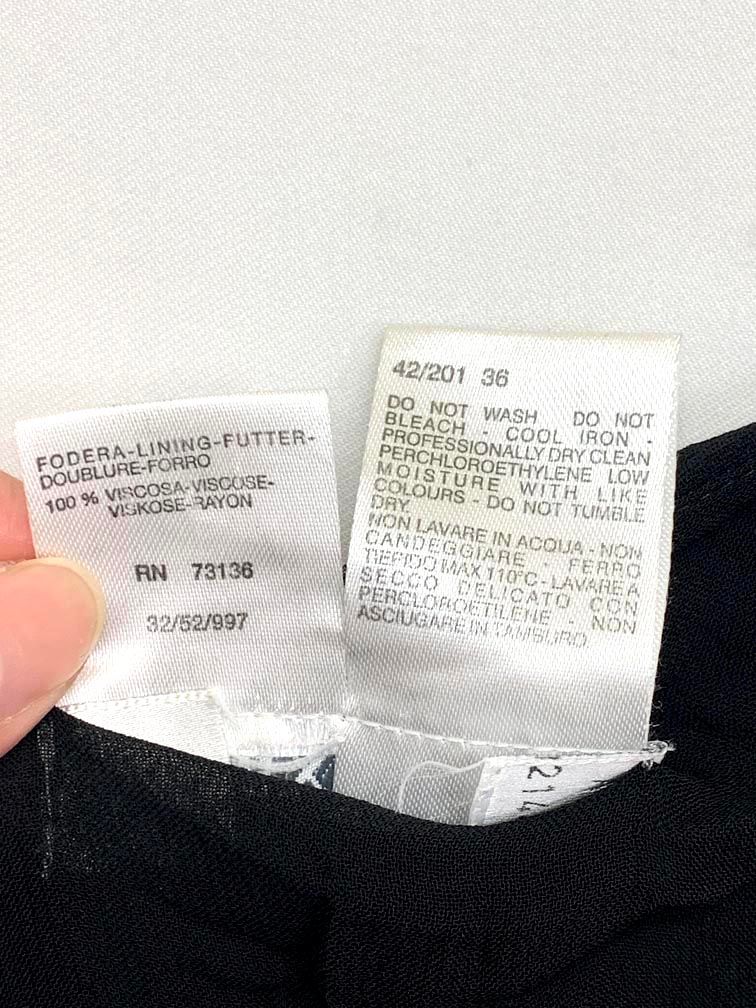 FODERA-LINING-FUTTER-
DOUBLURE-FORRO
100 % VISCOSA-VISCOSE-
VISKOSE-RAYON
RN 73136
32/52/997
42/201 36
DO NOT WASH DO NOT
BLEACH - COOL IRON -
PROFESSIONALLY DRY CLEAN
PERCHLOROETHYLENE LOW
MOISTURE WITH LIKE
COLOURS - DO NOT TUMBLE
DRY.
NON LAVARE IN ACQUA - NON
CANDEGGIARE - FERRO
TIEPIDO MAX 110°C - LAVARE A
SECCO DELICATO CON
PERCLOROETILENE - NON
ASCIUGARE IN TAMBURO
214